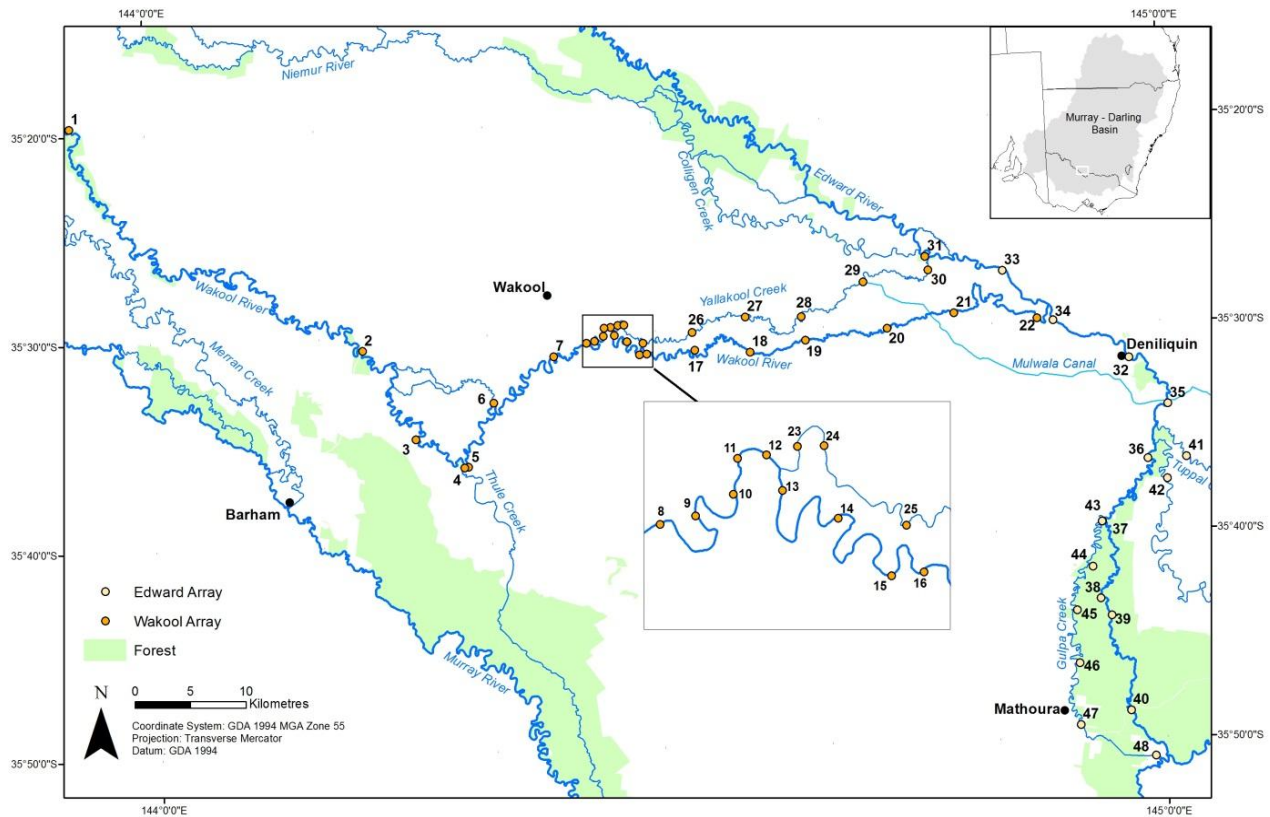 144°0'0"E
145°0'0"E
Niemur River
Murray - Darling
Basin
1
35°20'0"S
35°20'0"S
Colligen Creek
Edward River
31
33
30
29
Wakool River
Wakool
Yallakool Creek
28
27
26
21
22
34
35°30'0"S
35°30'0"S
2
7
17
18
Wakool River
19
20
Mulwala Canal
Deniliquin
32
Merran Creek
6
35
3
5
4
36
41
Tuppal C
42
Thule Creek
Barham
11
12
23
24
10
13
9
8
14
25
15
16
43
37
35°40'0"S
35°40'0"S
44
38
39
45
Gulpa Creek
46
Edward Array
Wakool Array
Forest
Murray River
N
0 5 10
Kilometres
Coordinate System: GDA 1994 MGA Zone 55
Projection: Transverse Mercator
Datum: GDA 1994
Mathoura
47
40
48
35°50'0"S
35°50'0"S
144°0'0"E
145°0'0"E